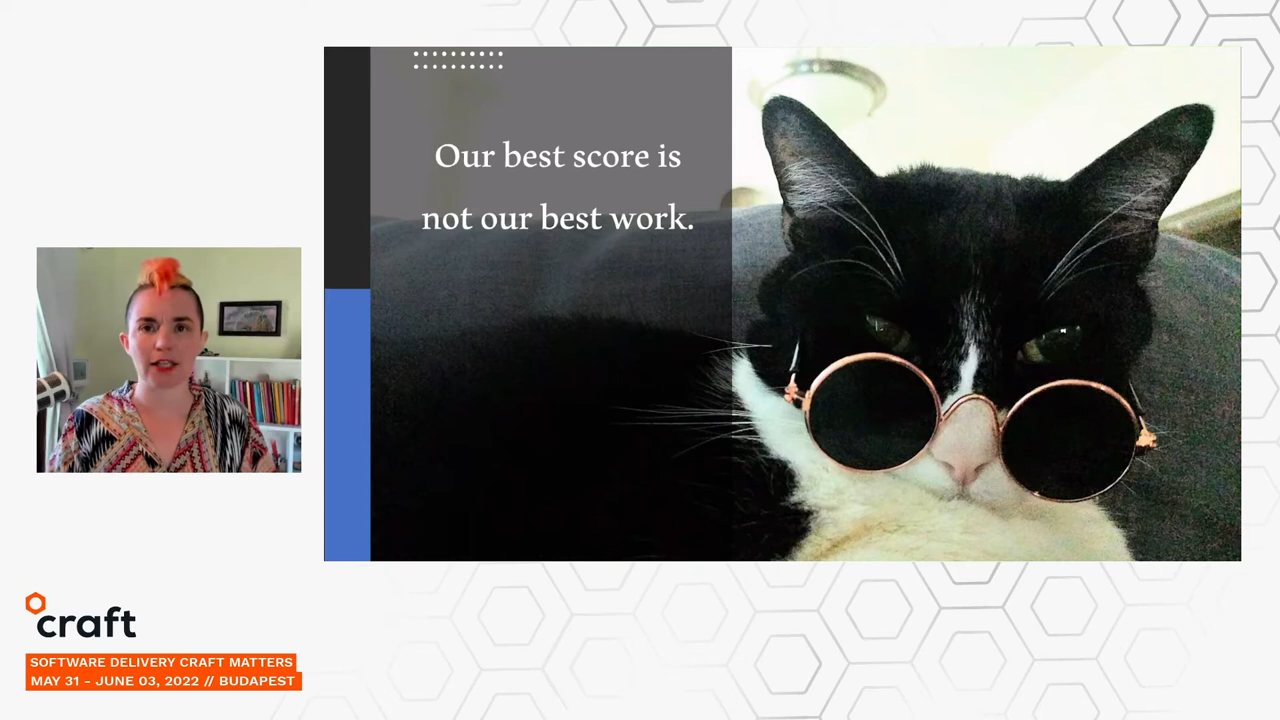 Our best score is
not our best work.
craft
SOFTWARE DELIVERY CRAFT MATTERS
MAY 31 - JUNE 03, 2022 // BUDAPEST